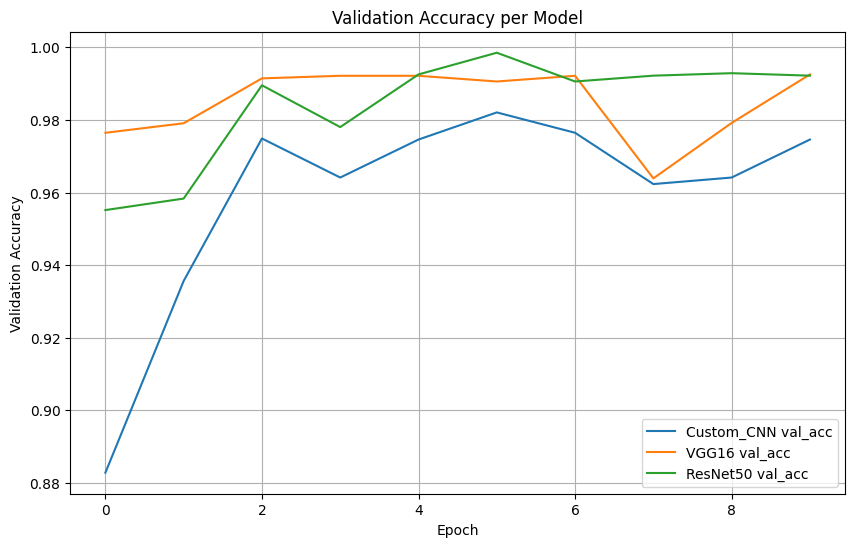 Validation Accuracy per Model
Validation Accuracy
1.00
0.98
0.96
0.94
0.92
0.90
0.88
0
2
4
6
8
Epoch
Custom_CNN val_acc
VGG16 val_acc
ResNet50 val_acc